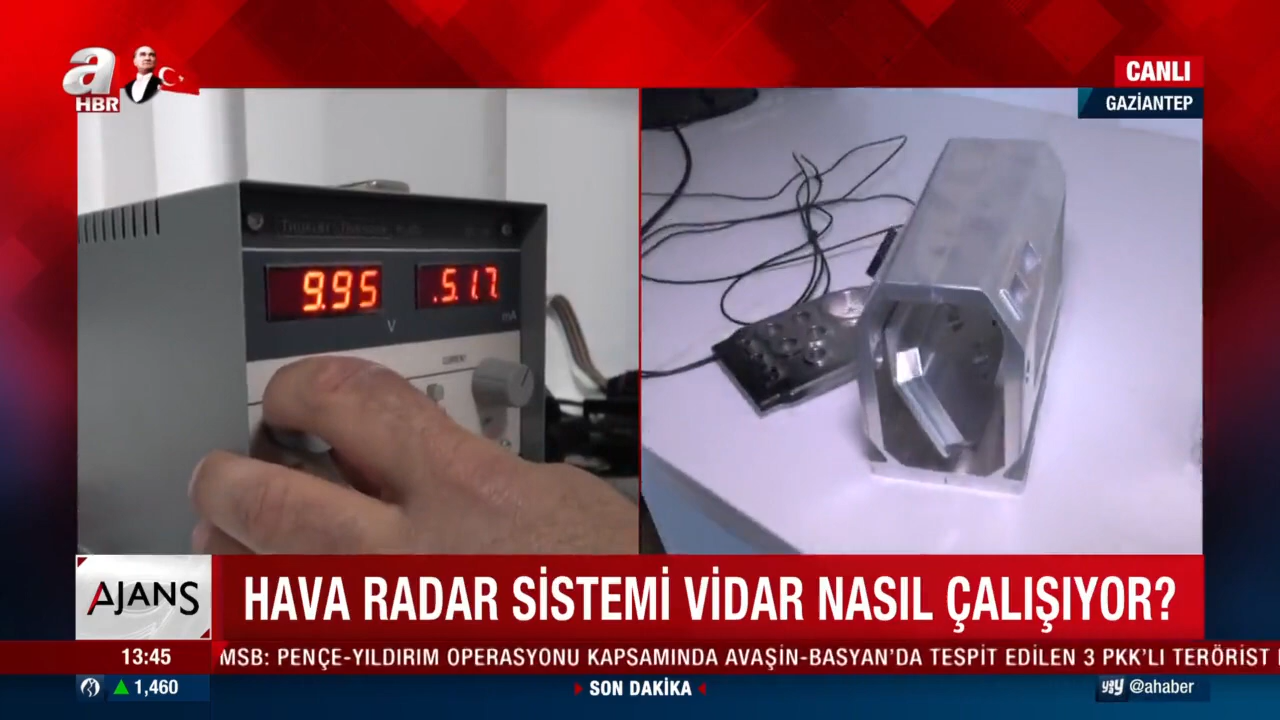 a
HBR
CANLI
GAZİANTEP
9.95
.517
V
mA
CURRENT
AJANS
HAVA RADAR SİSTEMİ VİDAR NASIL ÇALIŞIYOR?
13:45
MSB: PENÇE-YILDIRIM OPERASYONU KAPSAMINDA AVAŞİN-BASYAN'DA TESPİT EDİLEN 3 PKK'LI TERÖRİST
1,460
SON DAKİKA
@ahaber